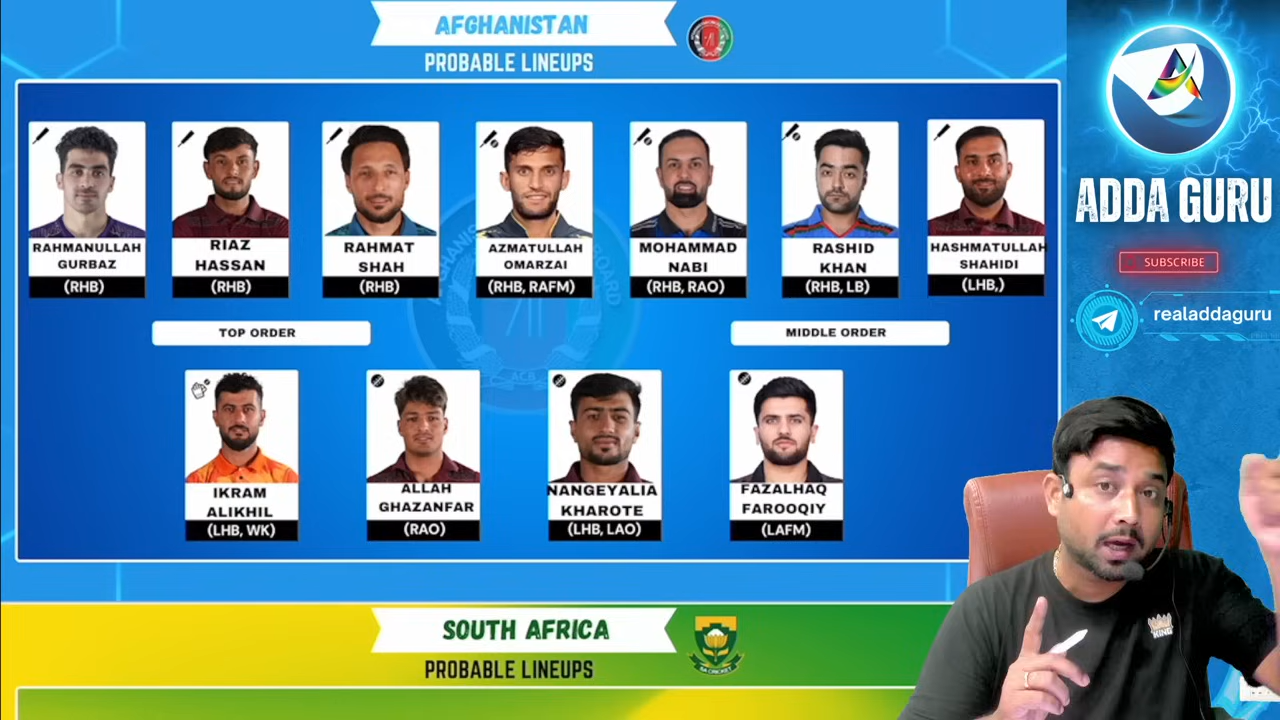 AFGHANISTAN
PROBABLE LINEUPS
RAHMANULLAH
GURBAZ
(RHB)
RIAZ
HASSAN
(RHB)
RAHMAT
SHAH
(RHB)
AZMATULLAH
OMARZAI
(RHB, RAFM)
MOHAMMAD
NABI
(RHB, RAO)
RASHID
KHAN
(RHB, LB)
HASHMATULLAH
SHAHIDI
(LHB,)
TOP ORDER
MIDDLE ORDER
IKRAM
ALIKHIL
(LHB, WK)
ALLAH
GHAZANFAR
(RAO)
NANGEYALIA
KHAROTE
(LHB, LAO)
FAZALHAQ
FAROOQIY
(LAFM)
SOUTH AFRICA
PROBABLE LINEUPS
ADDA GURU
SUBSCRIBE
realaddaguru
KING